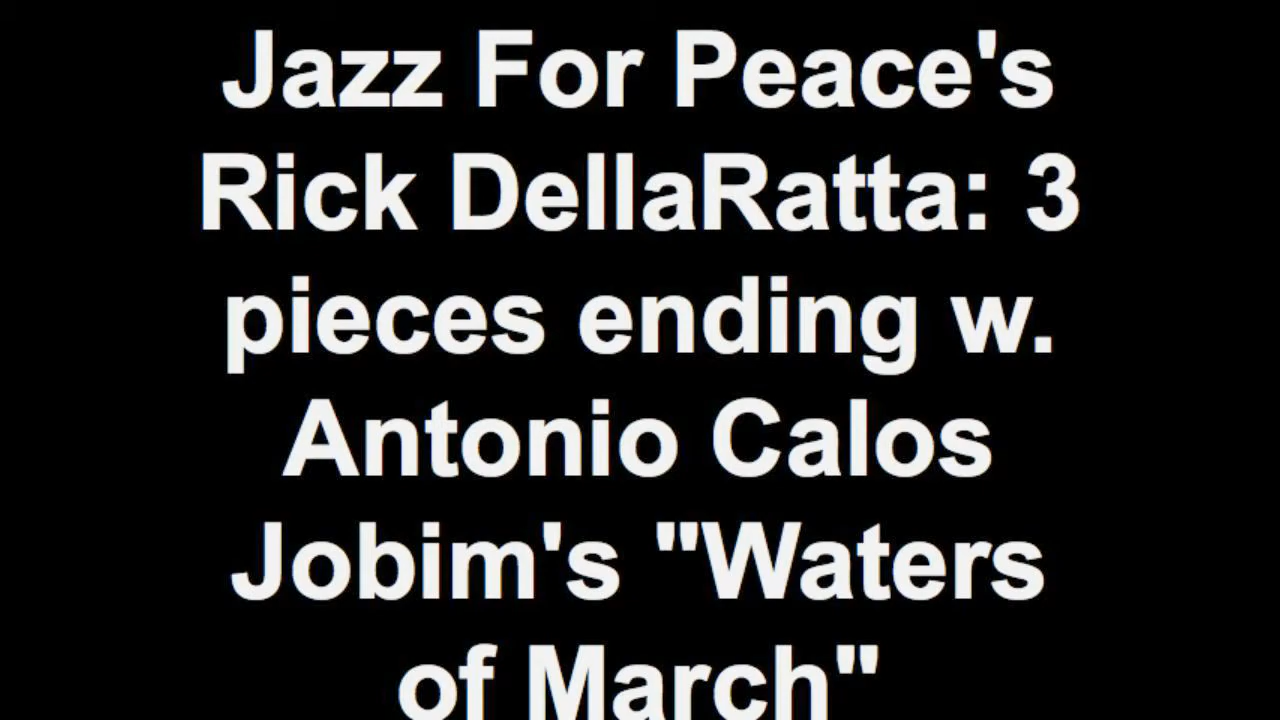 Jazz For Peace's
Rick DellaRatta: 3
pieces ending w.
Antonio Calos
Jobim's "Waters
of March"